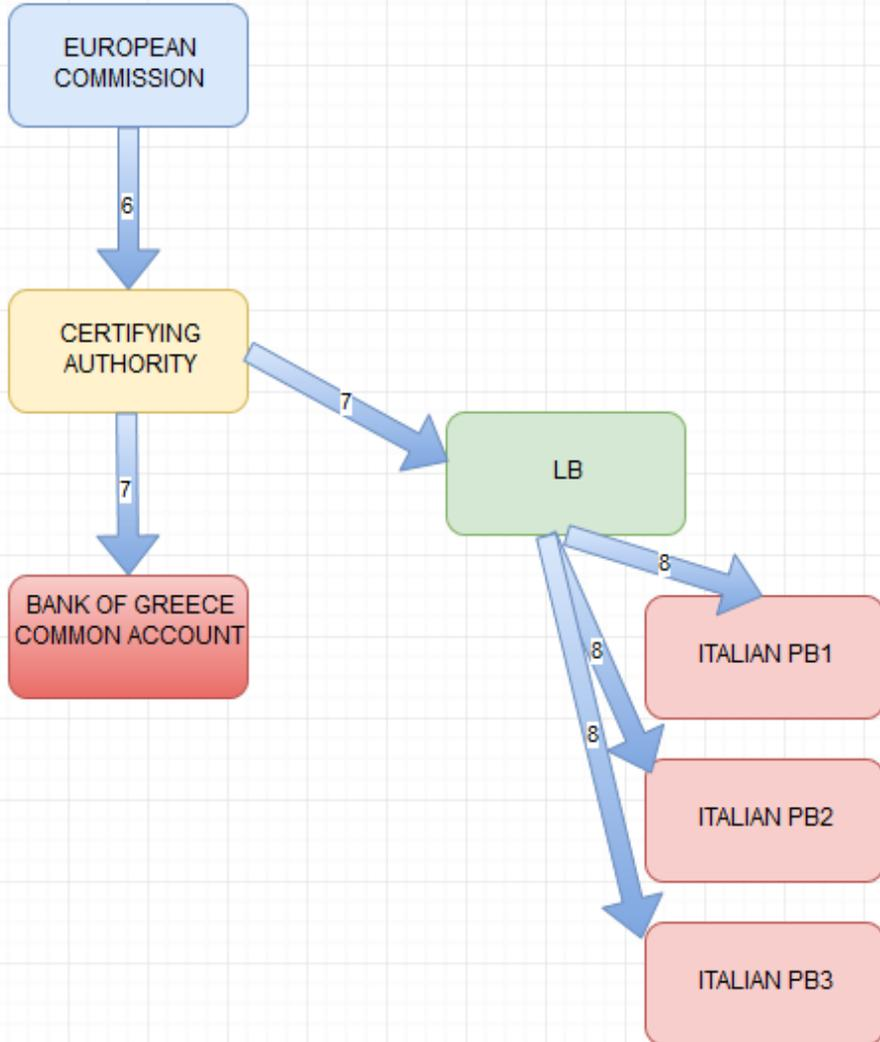 EUROPEAN
COMMISSION
6
CERTIFYING
AUTHORITY
7
7
LB
BANK OF GREECE
COMMON ACCOUNT
8
8
8
ITALIAN PB1
ITALIAN PB2
ITALIAN PB3